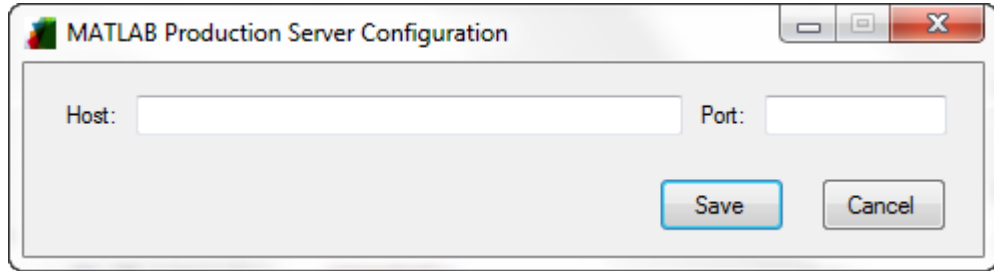 MATLAB Production Server Configuration
Host: Port:
Save Cancel